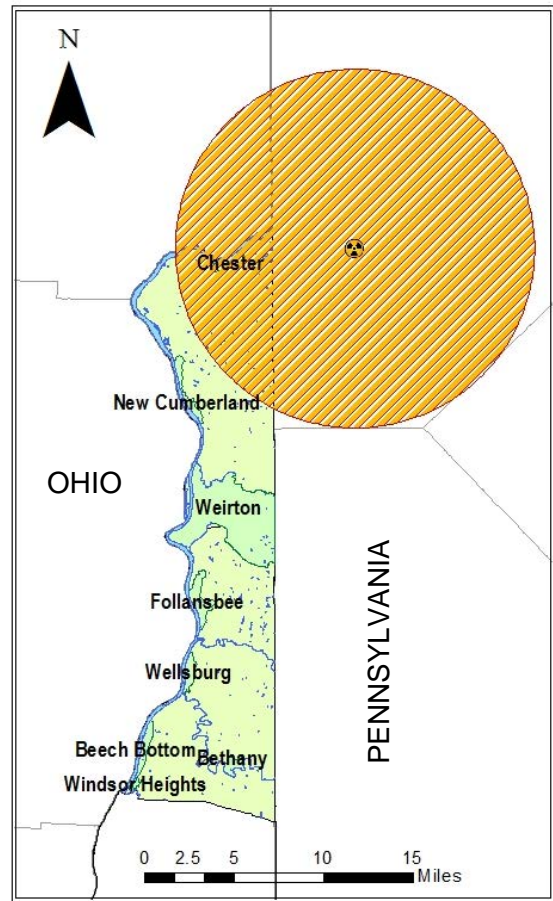 N
Chester
New Cumberland
OHIO
Weirton
PENNSYLVANIA
Follansbee
Wellsburg
Beech Bottom
Bethany
Windsor Heights
0 2.5 5 10 15
Miles